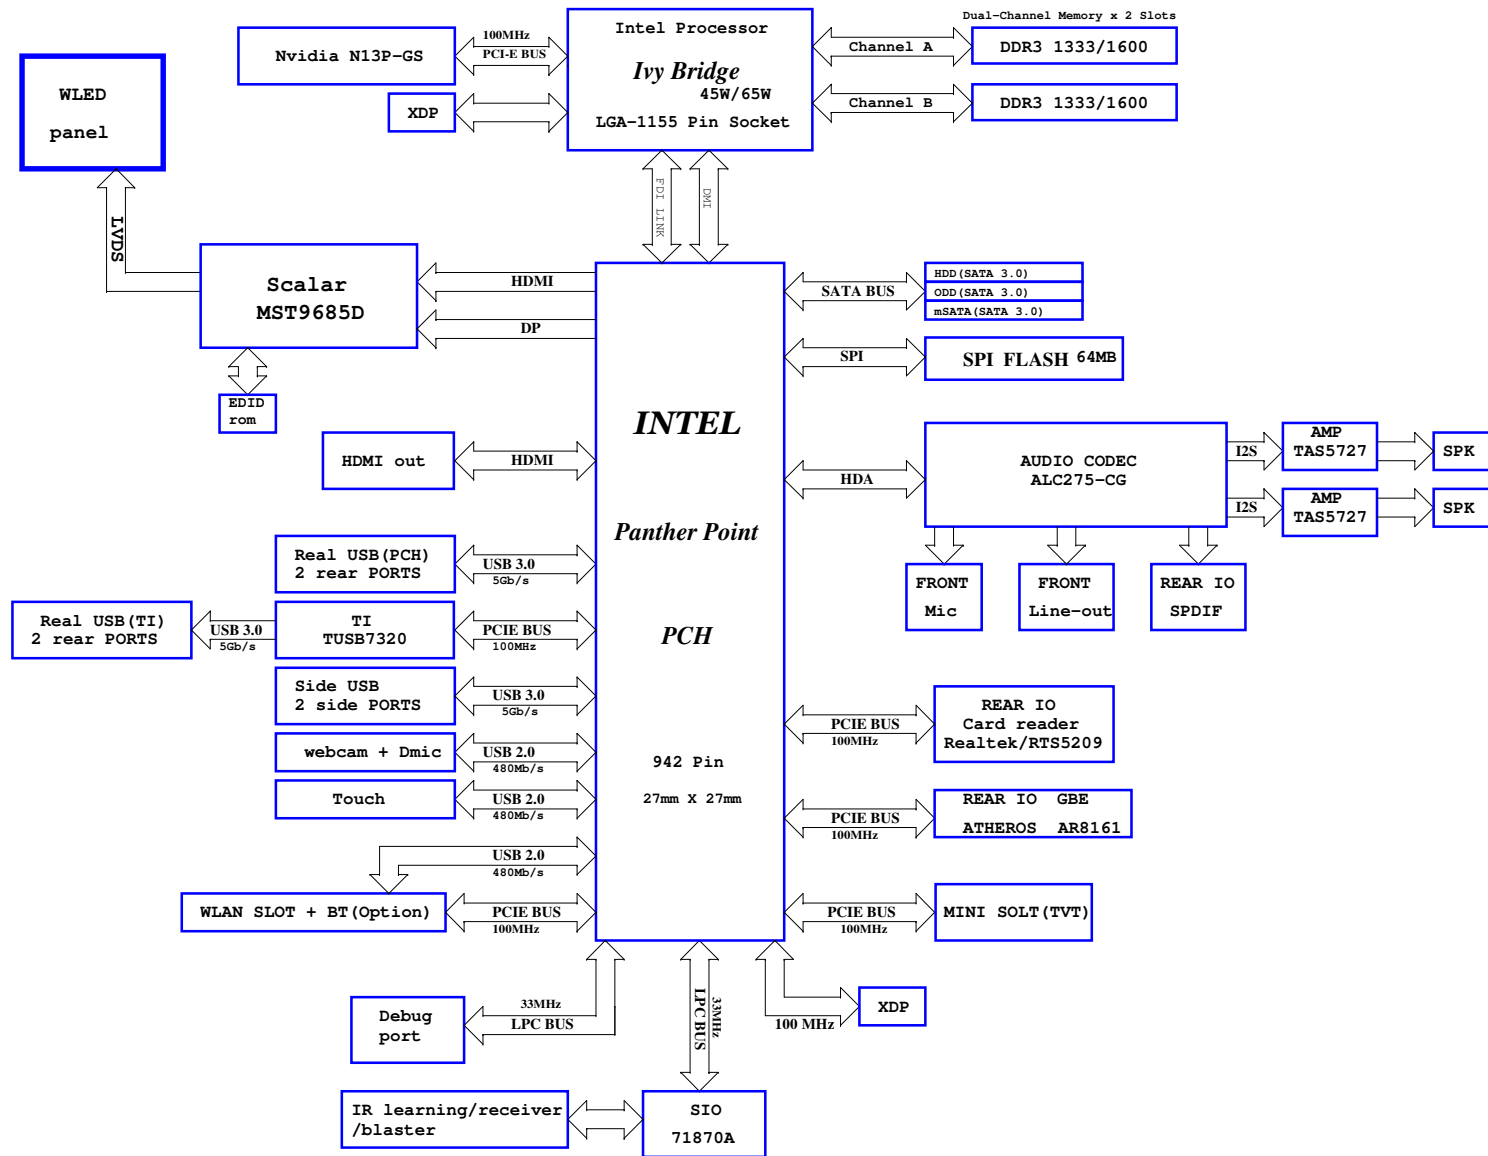 Dual-Channel Memory x 2 Slots
Nvidia N13P-GS
100MHz
PCI-E BUS
Intel Processor
Ivy Bridge
45W/65W
LGA-1155 Pin Socket
Channel A
DDR3 1333/1600
Channel B
DDR3 1333/1600
XDP
WLED
panel
LVDS
FDI LINK
DMI
Scalar
MST9685D
HDMI
DP
EDID
rom
SATA BUS
HDD(SATA 3.0)
ODD(SATA 3.0)
mSATA(SATA 3.0)
SPI
SPI FLASH 64MB
INTEL
Panther Point
PCH
942 Pin
27mm X 27mm
HDMI out
HDMI
HDA
AUDIO CODEC
ALC275-CG
I2S
AMP
TAS5727
SPK
I2S
AMP
TAS5727
SPK
FRONT
Mic
FRONT
Line-out
REAR IO
SPDIF
Real USB(PCH)
2 rear PORTS
USB 3.0
5Gb/s
Real USB(TI)
2 rear PORTS
USB 3.0
5Gb/s
TI
TUSB7320
PCIE BUS
100MHz
Side USB
2 side PORTS
USB 3.0
5Gb/s
webcam + Dmic
USB 2.0
480Mb/s
Touch
USB 2.0
480Mb/s
USB 2.0
480Mb/s
WLAN SLOT + BT(Option)
PCIE BUS
100MHz
PCIE BUS
100MHz
REAR IO
Card reader
Realtek/RTS5209
PCIE BUS
100MHz
REAR IO GBE
ATHEROS AR8161
PCIE BUS
100MHz
MINI SOLT(TVT)
Debug
port
33MHz
LPC BUS
33MHz
LPC BUS
100 MHz
XDP
IR learning/receiver
/blaster
SIO
71870A